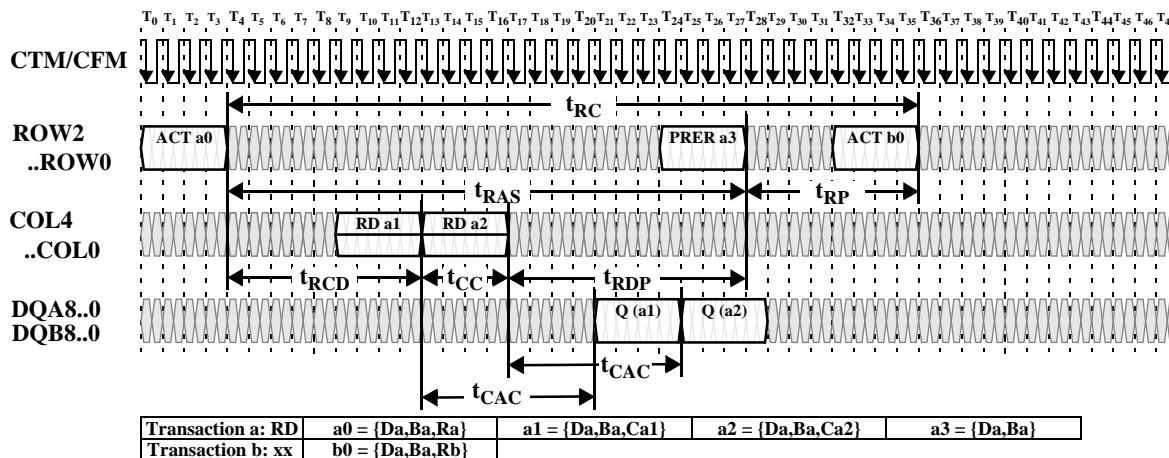 T0 T1 T2 T3 T4 T5 T6 T7 T8 T9 T10 T11 T12 T13 T14 T15 T16 T17 T18 T19 T20 T21 T22 T23 T24 T25 T26 T27 T28 T29 T30 T31 T32 T33 T34 T35 T36 T37 T38 T39 T40 T41 T42 T43 T44 T45 T46
CTM/CFM
tRC
ROW2
..ROW0
ACT a0 PRER a3 ACT b0
tRAS tRP
COL4
..COL0
RD a1 RD a2
tRCD tCC tRDP
DQA8..0
DQB8..0
Q (a1) Q (a2)
tCAC
tCAC
Transaction a: RD a0 = {Da,Ba,Ra} a1 = {Da,Ba,Ca1} a2 = {Da,Ba,Ca2} a3 = {Da,Ba}
Transaction b: xx b0 = {Da,Ba,Rb}